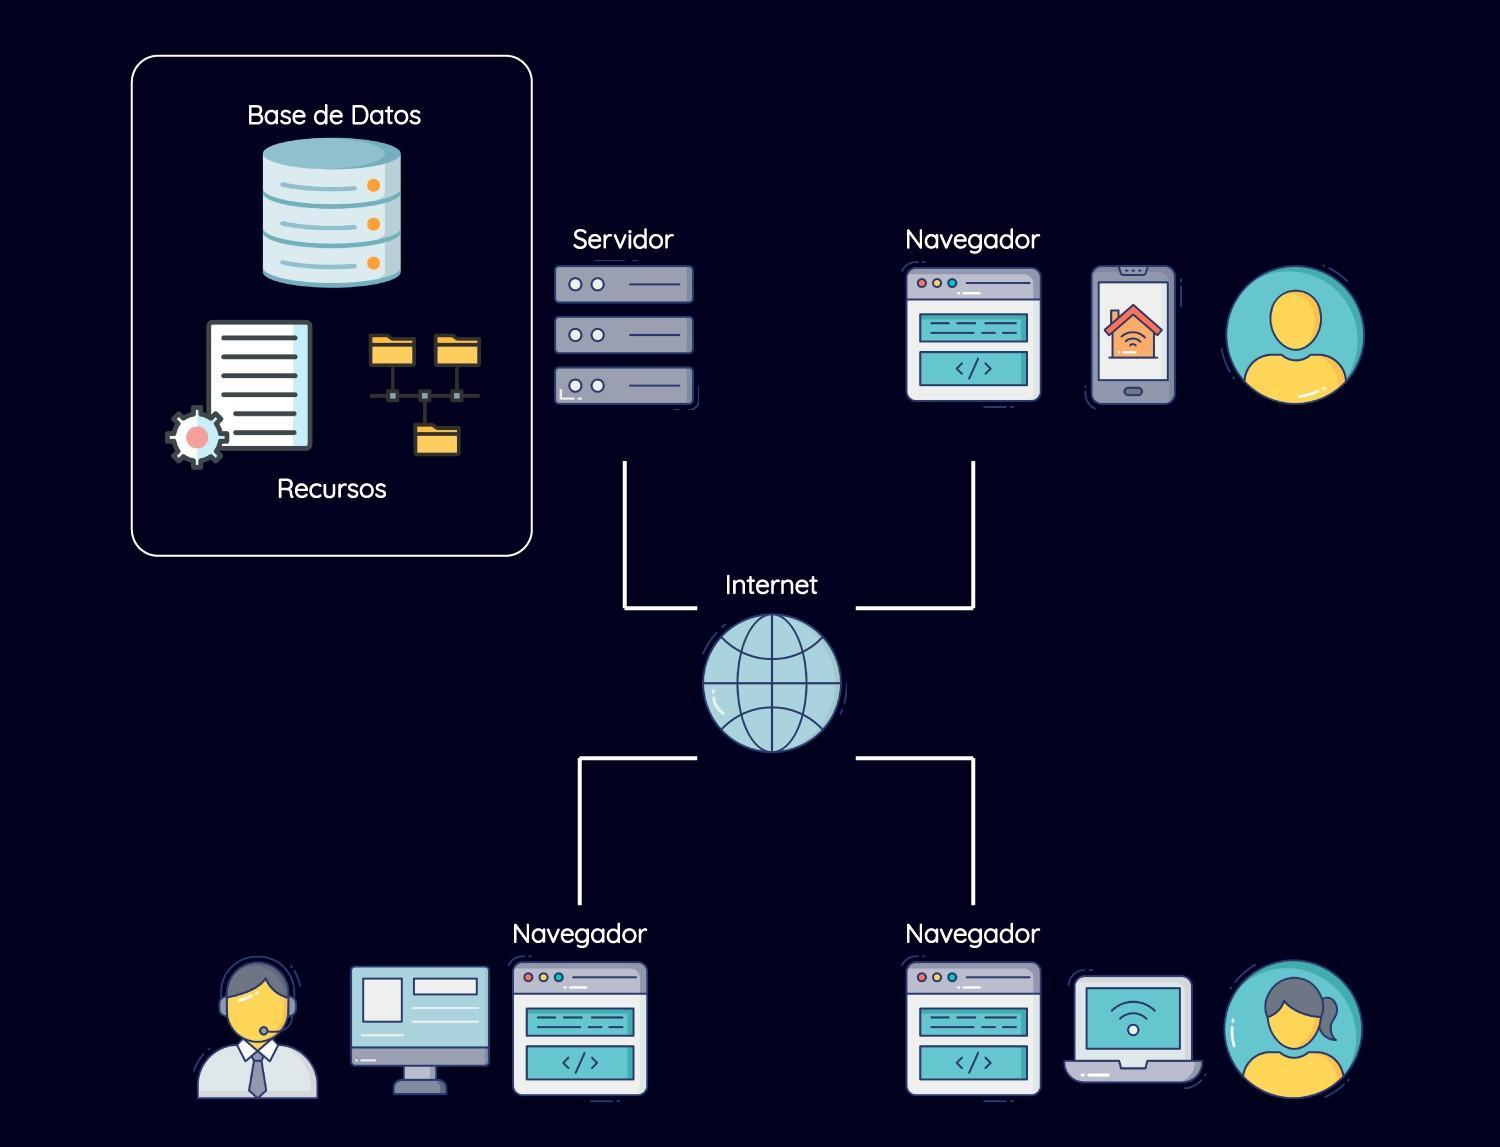 Base de Datos
Servidor
Navegador
</>
Recursos
Internet
Navegador
</>
Navegador
</>